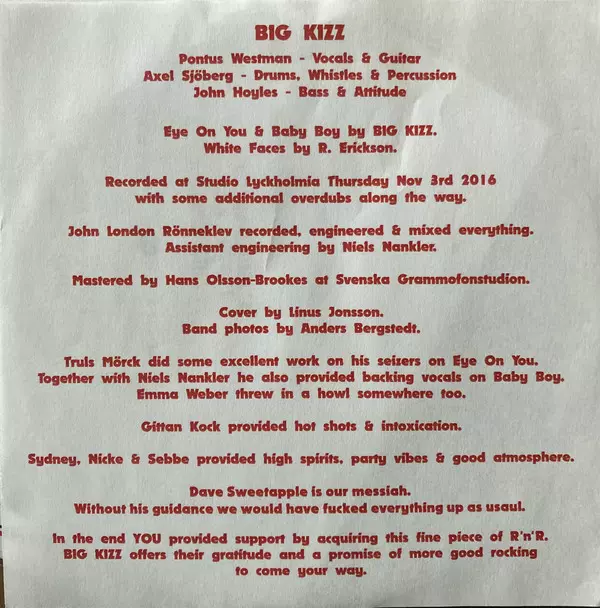 BIG KIZZ
Pontus Westman - Vocals & Guitar
Axel Sjöberg - Drums, Whistles & Percussion
John Hoyles - Bass & Attitude
Eye On You & Baby Boy by BIG KIZZ.
White Faces by R. Erickson.
Recorded at Studio Lyckholmia Thursday Nov 3rd 2016
with some additional overdubs along the way.
John London Rönneklev recorded, engineered & mixed everything.
Assistant engineering by Niels Nankler.
Mastered by Hans Olsson-Brookes at Svenska Grammofonstudion.
Cover by Linus Jonsson.
Band photos by Anders Bergstedt.
Truls Mörck did some excellent work on his seizers on Eye On You.
Together with Niels Nankler he also provided backing vocals on Baby Boy.
Emma Weber threw in a howl somewhere too.
Gittan Kock provided hot shots & intoxication.
Sydney, Nicke & Sebbe provided high spirits, party vibes & good atmosphere.
Dave Sweetapple is our messiah.
Without his guidance we would have fucked everything up as usaul.
In the end YOU provided support by acquiring this fine piece of R'n'R.
BIG KIZZ offers their gratitude and a promise of more good rocking
to come your way.